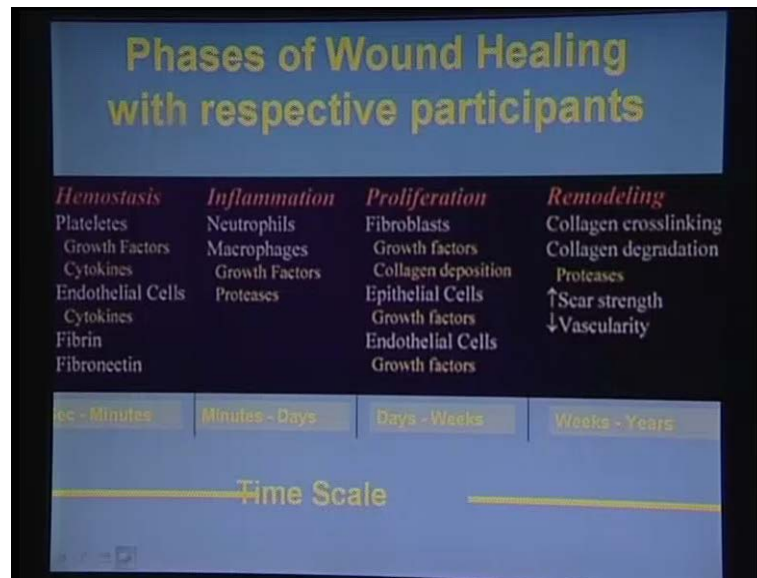 Phases of Wound Healing
with respective participants
Hemostasis
Plateletes
Growth Factors
Cytokines
Endothelial Cells
Cytokines
Fibrin
Fibronectin
Inflammation
Neutrophils
Macrophages
Growth Factors
Proteases
Proliferation
Fibroblasts
Growth factors
Collagen deposition
Epithelial Cells
Growth factors
Endothelial Cells
Growth factors
Remodeling
Collagen crosslinking
Collagen degradation
Proteases
↑Scar strength
↓Vascularity
ec - Minutes
Minutes - Days
Days - Weeks
Weeks - Years
Time Scale